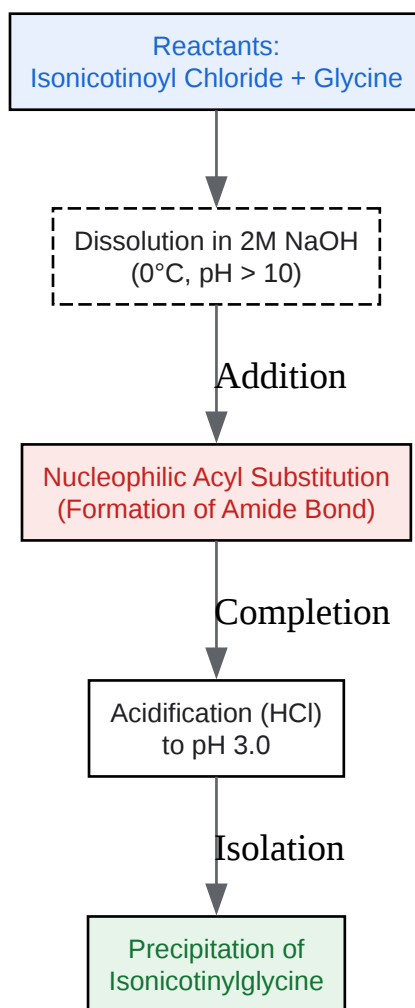 Reactants:
Isonicotinoyl Chloride + Glycine
Dissolution in 2M NaOH
(0°C, pH > 10)
Addition
Nucleophilic Acyl Substitution
(Formation of Amide Bond)
Completion
Acidification (HCl)
to pH 3.0
Isolation
Precipitation of
Isonicotinylglycine